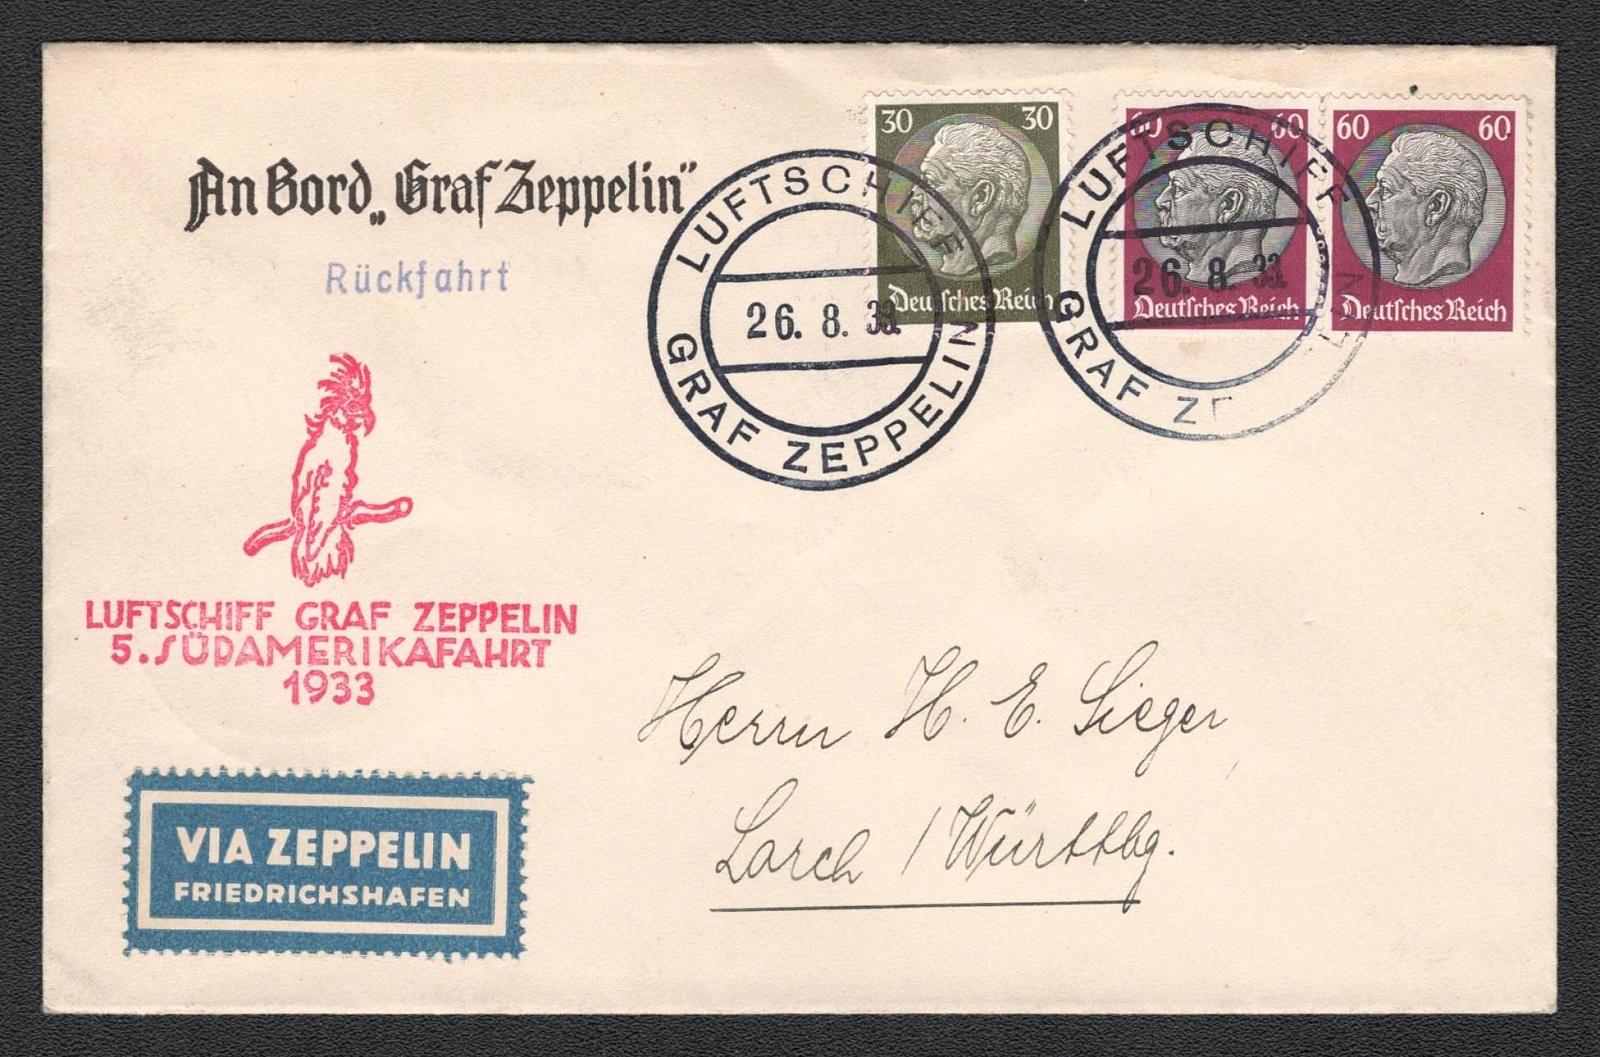 An Bord „Graf Zeppelin"
Rückfahrt
30 30
Deutsches Reich
60 60
Deutsches Reich
60 60
Deutsches Reich
LUFTSCHIFF
26. 8. 33.
GRAF ZEPPELIN
LUFTSCHIFF
26. 8. 33.
GRAF ZE LIN
LUFTSCHIFF GRAF ZEPPELIN
5. SÜDAMERIKAFAHRT
1933
VIA ZEPPELIN
FRIEDRICHSHAFEN
Herrn H. E. Sieger
Lorch / Württbg.